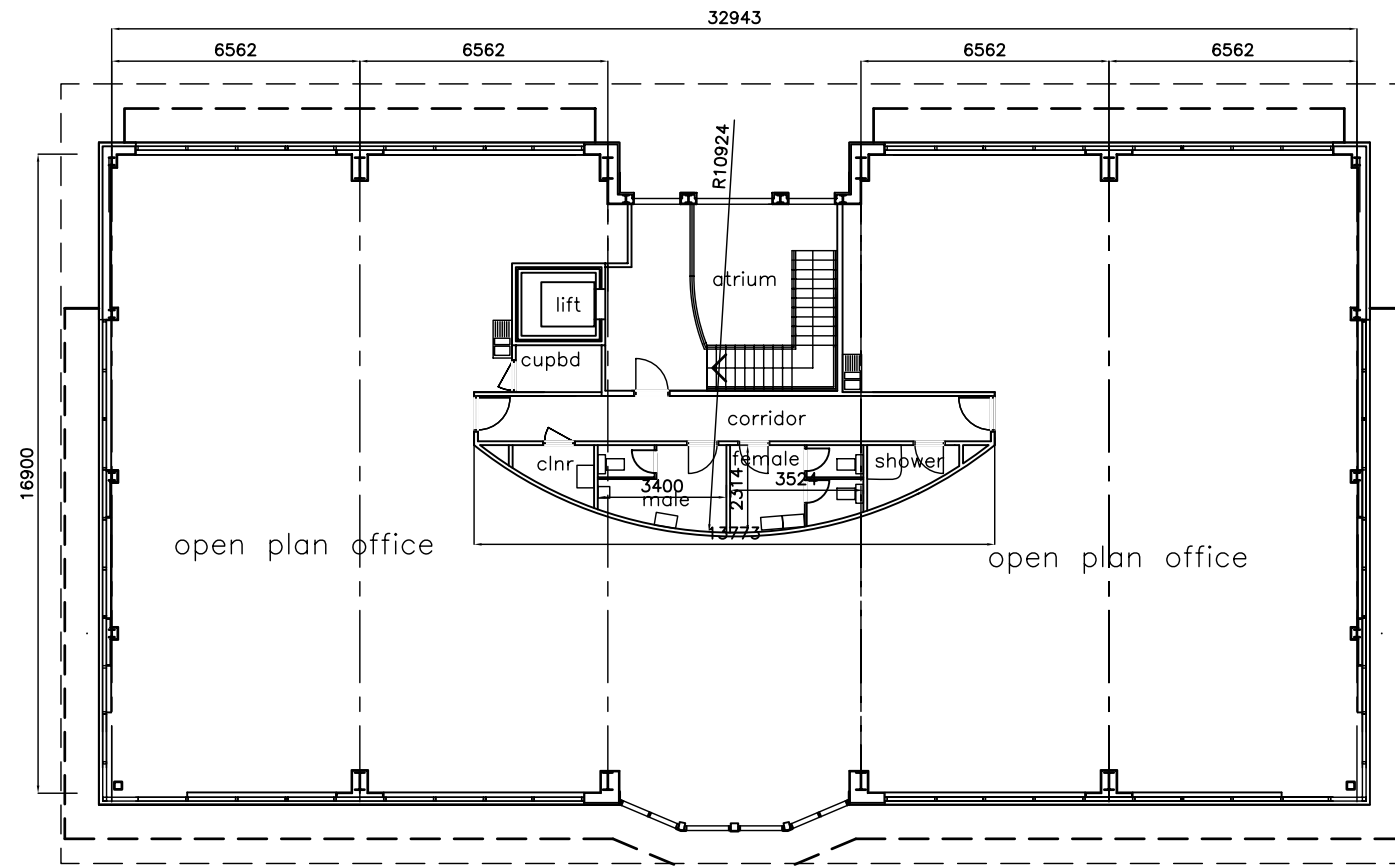 32943
6562
6562
6562
6562
R10924
atrium
lift
cupbd
corridor
clnr
female
shower
16900
3400
2314
3524
male
13773
open plan office
open plan office